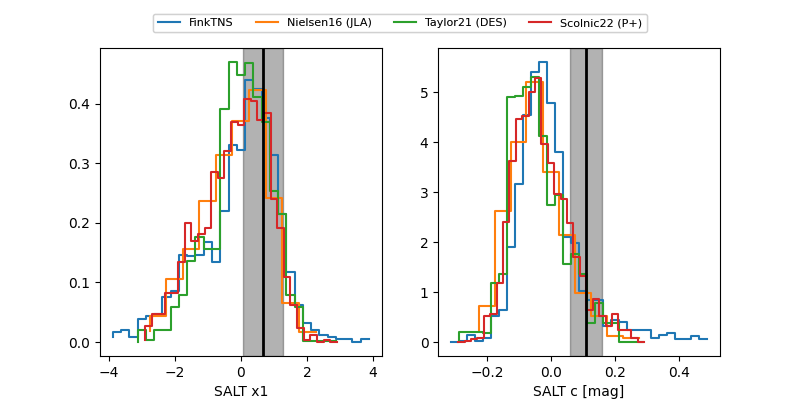 FinkTNS Nielsen16 (JLA) Taylor21 (DES) Scolnic22 (P+)
0.4
0.3
0.2
0.1
0.0
−4 −2 0 2 4
SALT x1
5
4
3
2
1
0
−0.2 0.0 0.2 0.4
SALT c [mag]